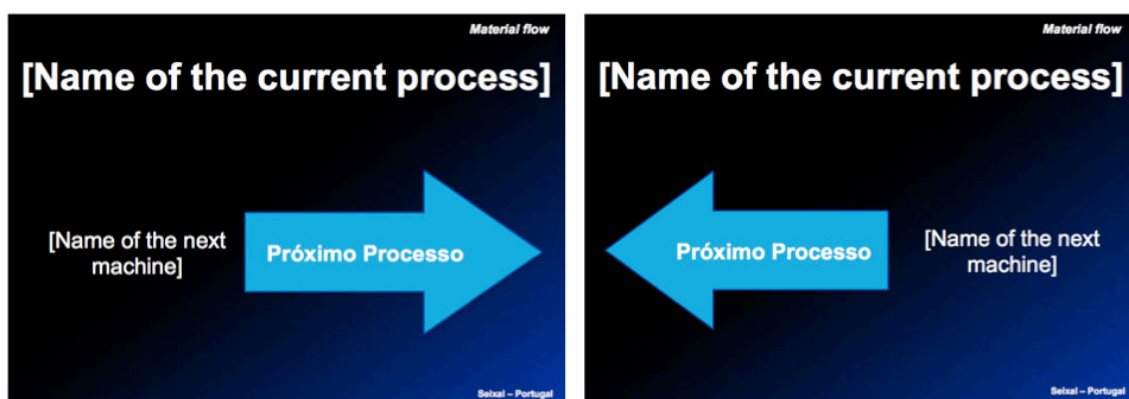 Material flow
[Name of the current process]
[Name of the next
machine]
Próximo Processo
Seixal – Portugal
Material flow
[Name of the current process]
Próximo Processo
[Name of the next
machine]
Seixal – Portugal